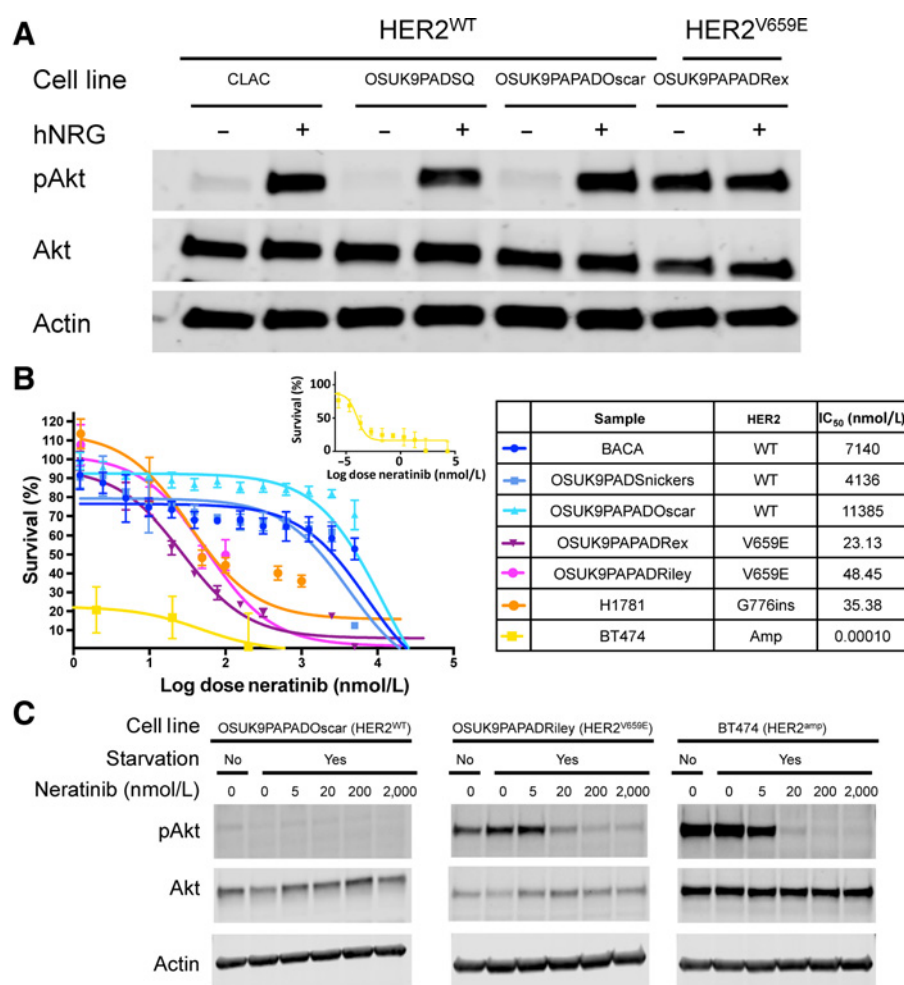 A
HER2WT HER2V659E
Cell line CLAC OSUK9PADSQ OSUK9PAPADOscar OSUK9PAPADRex
hNRG − + − + − + − +
pAkt
Akt
Actin
B
Survival (%)
120
110
100
90
80
70
60
50
40
30
20
10
0 1 2 3 4 5
Log dose neratinib (nmol/L)
Survival (%)
100
50
0
−5 0 5
Log dose neratinib (nmol/L)
Sample HER2 IC50 (nmol/L)
BACA WT 7140
OSUK9PADSnickers WT 4136
OSUK9PAPADOscar WT 11385
OSUK9PAPADRex V659E 23.13
OSUK9PAPADRiley V659E 48.45
H1781 G776ins 35.38
BT474 Amp 0.00010
C
Cell line OSUK9PAPADOscar (HER2WT) OSUK9PAPADRiley (HER2V659E) BT474 (HER2amp)
Starvation No Yes No Yes No Yes
Neratinib (nmol/L) 0 0 5 20 200 2,000 0 0 5 20 200 2,000 0 0 5 20 200 2,000
pAkt
Akt
Actin